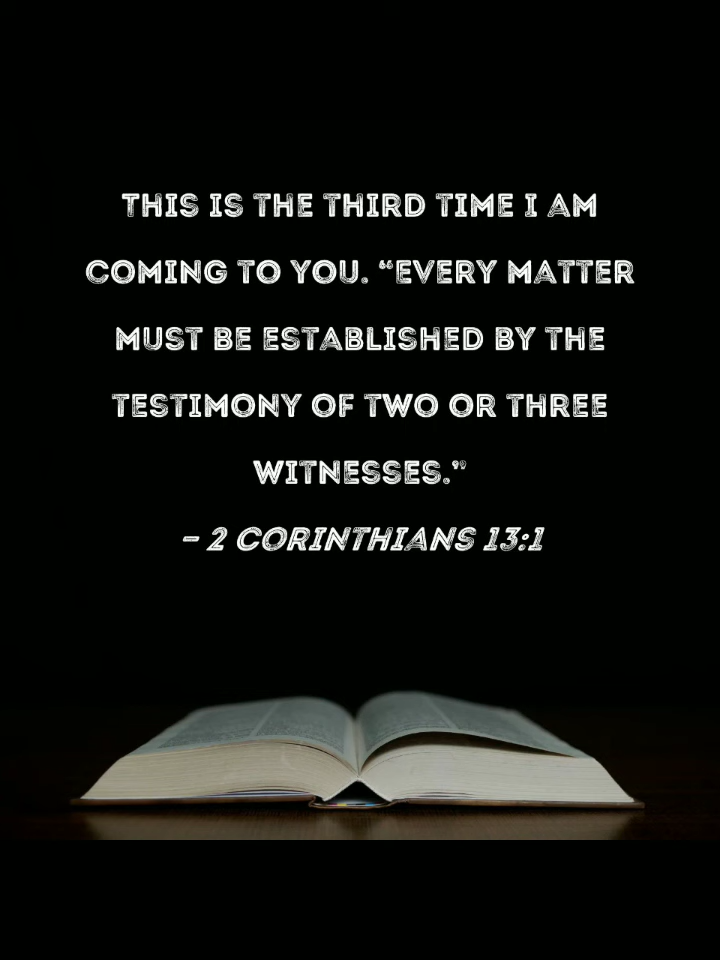 THIS IS THE THIRD TIME I AM
COMING TO YOU. “EVERY MATTER
MUST BE ESTABLISHED BY THE
TESTIMONY OF TWO OR THREE
WITNESSES.”
– 2 CORINTHIANS 13:1